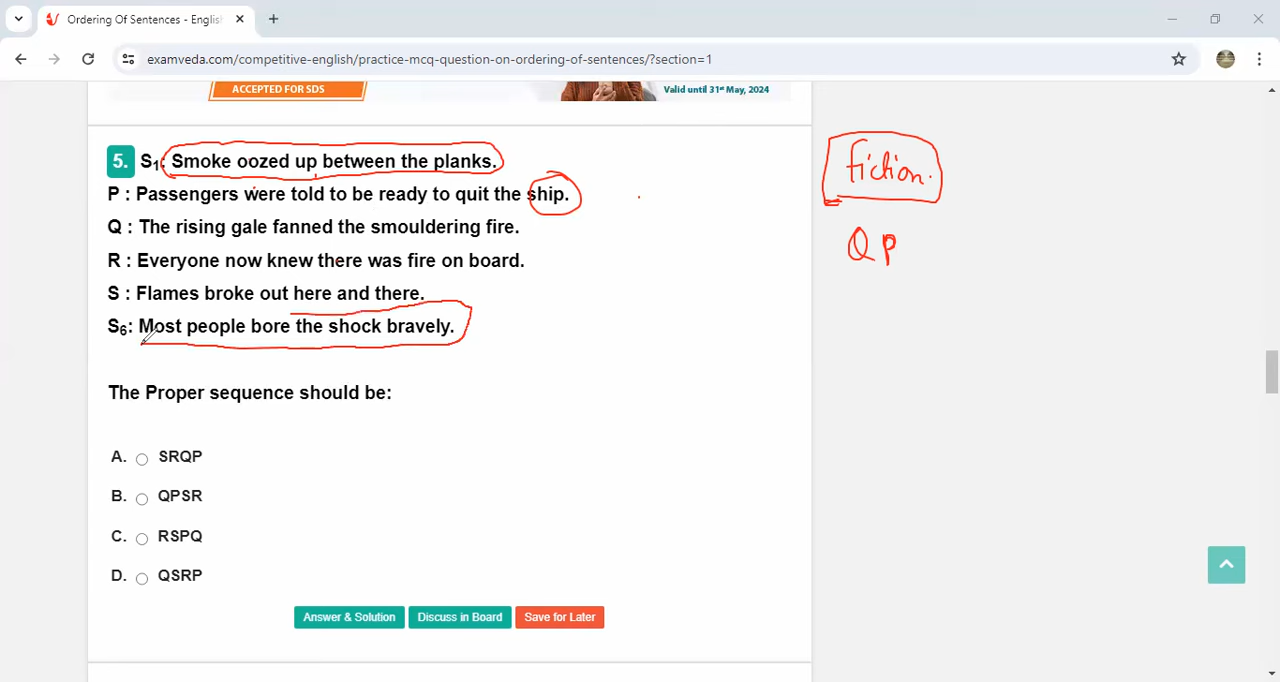 Ordering Of Sentences - Englis
examveda.com/competitive-english/practice-mcq-question-on-ordering-of-sentences/?section=1
ACCEPTED FOR SDS
Valid until 31st May, 2024
5. S1: Smoke oozed up between the planks.
P : Passengers were told to be ready to quit the ship.
Q : The rising gale fanned the smouldering fire.
R : Everyone now knew there was fire on board.
S : Flames broke out here and there.
S6: Most people bore the shock bravely.
The Proper sequence should be:
A. SRQP
B. QPSR
C. RSPQ
D. QSRP
Answer & Solution Discuss in Board Save for Later
fiction.
QP